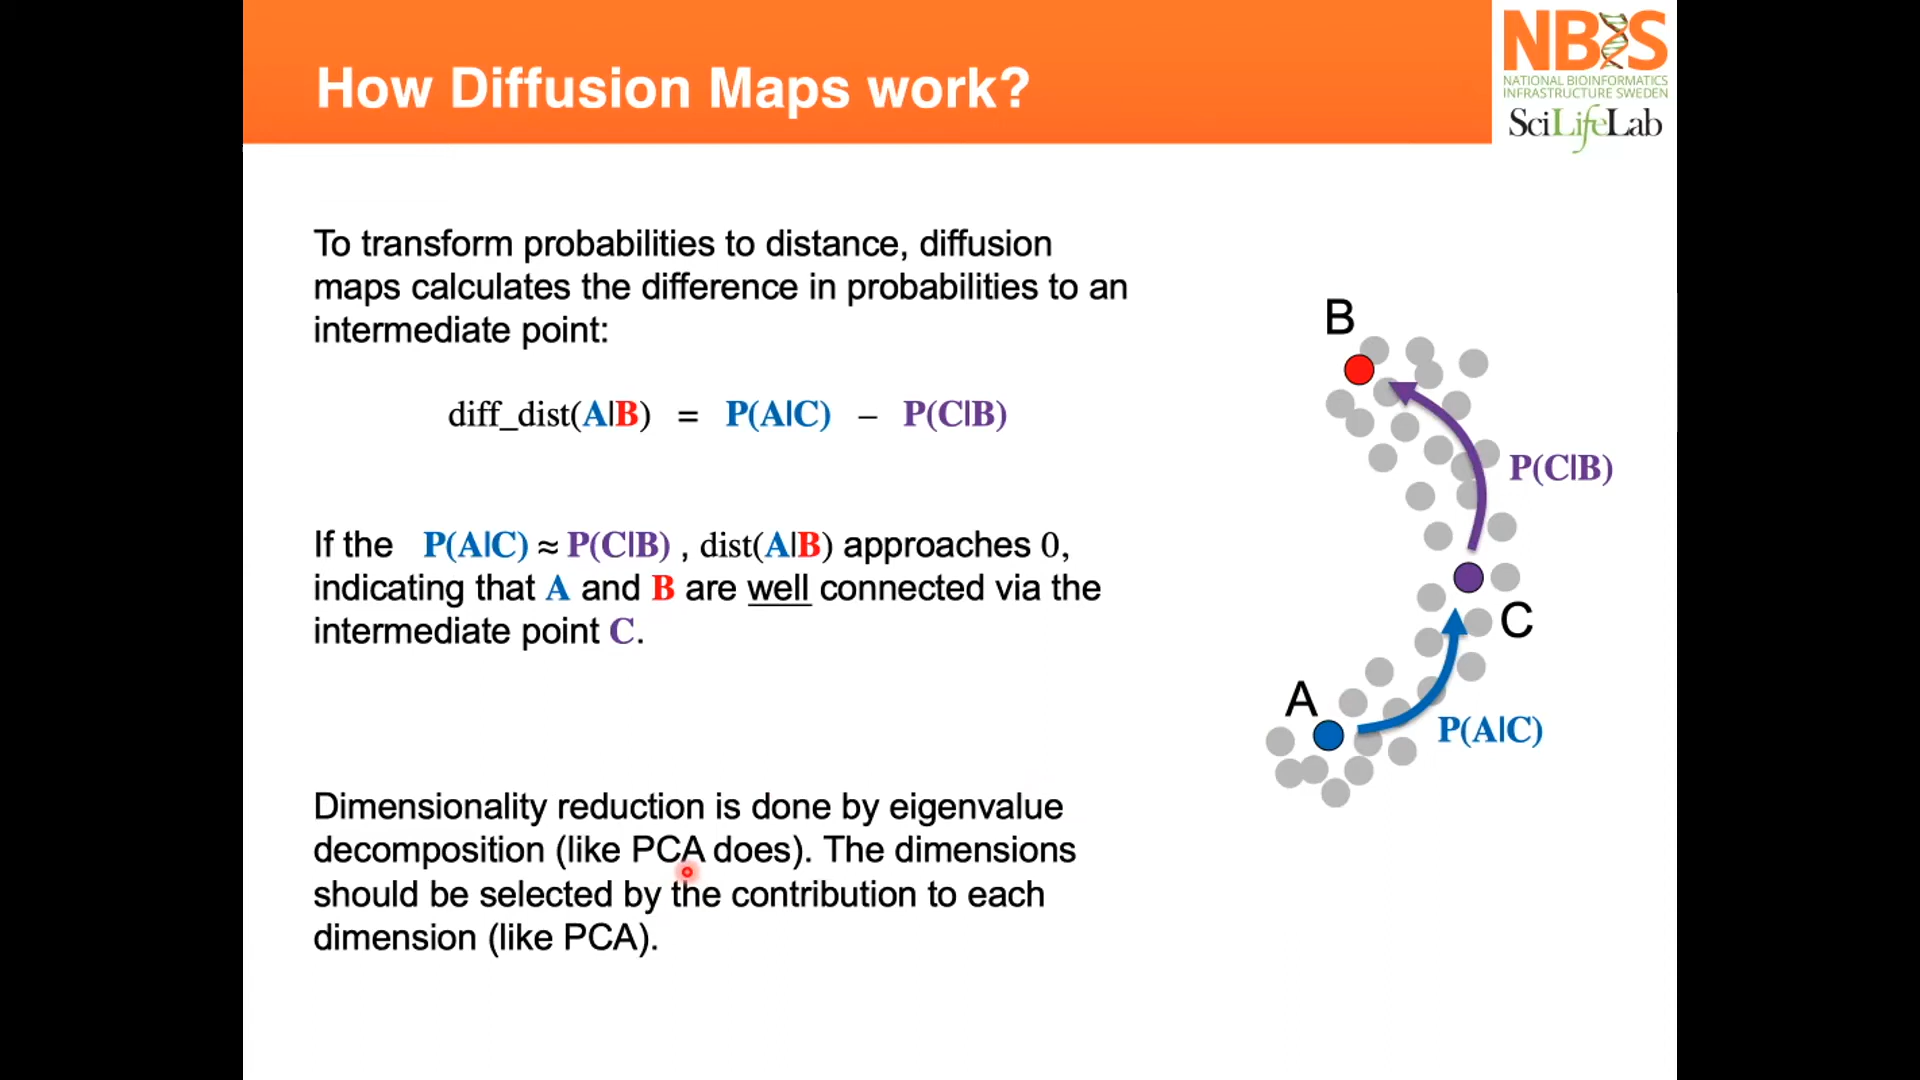 How Diffusion Maps work?
NBIS
NATIONAL BIOINFORMATICS
INFRASTRUCTURE SWEDEN
SciLifeLab
To transform probabilities to distance, diffusion
maps calculates the difference in probabilities to an
intermediate point:
diff_dist(A|B) = P(A|C) – P(C|B)
If the P(A|C) ≈ P(C|B) , dist(A|B) approaches 0,
indicating that A and B are well connected via the
intermediate point C.
Dimensionality reduction is done by eigenvalue
decomposition (like PCA does). The dimensions
should be selected by the contribution to each
dimension (like PCA).
B
P(C|B)
C
A
P(A|C)